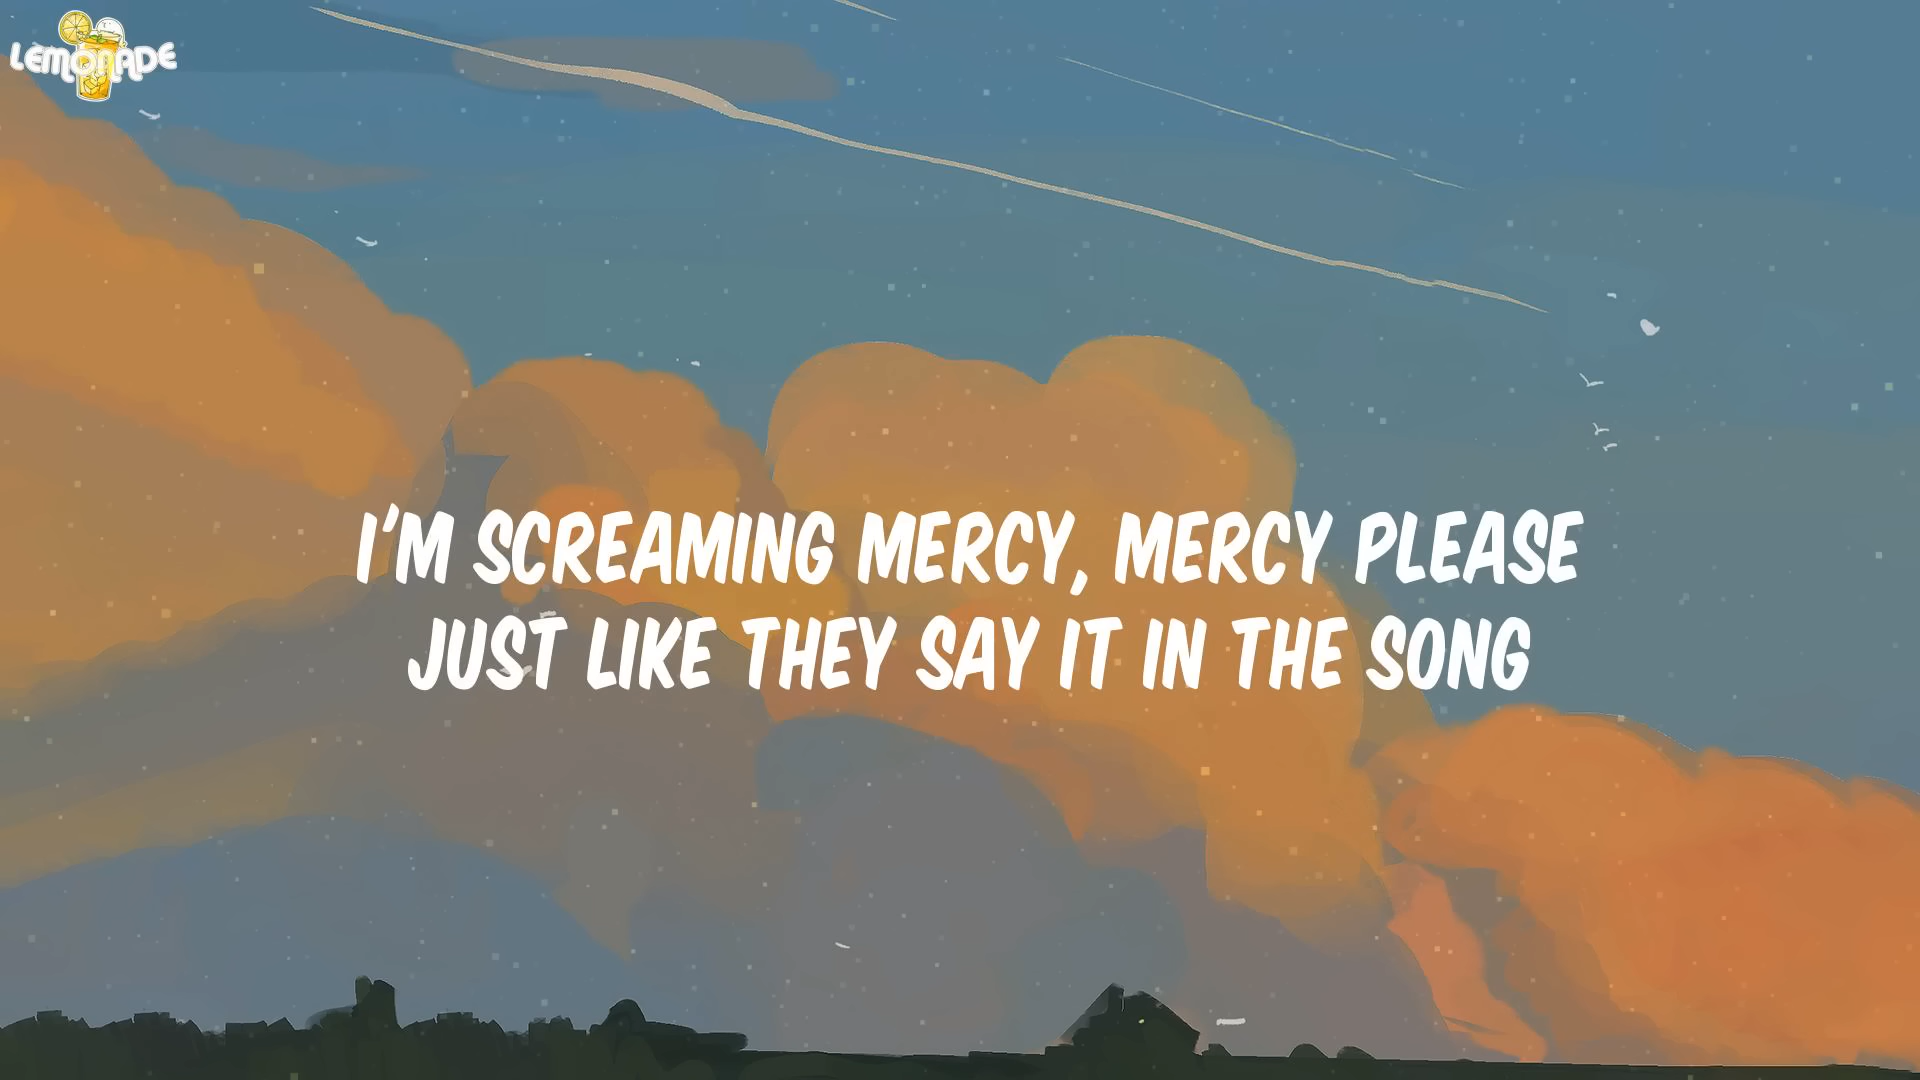 LEMONADE
I'M SCREAMING MERCY, MERCY PLEASE
JUST LIKE THEY SAY IT IN THE SONG